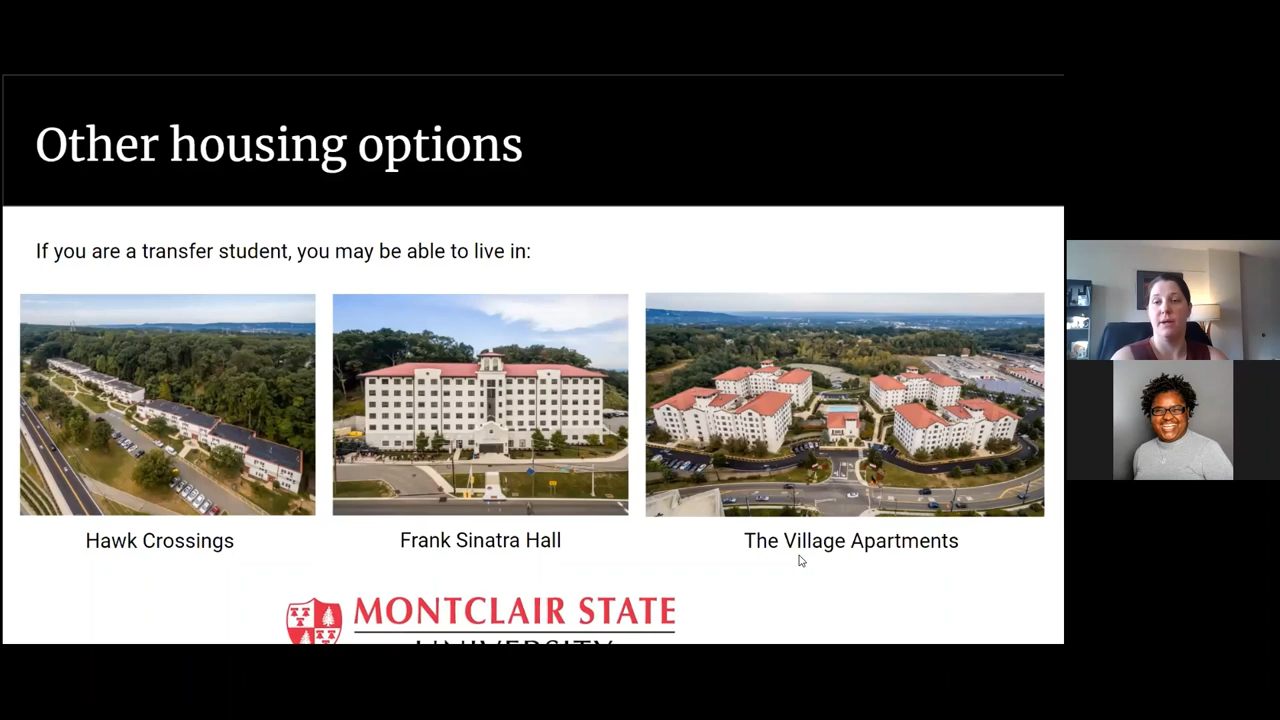 Other housing options
If you are a transfer student, you may be able to live in:
Hawk Crossings
Frank Sinatra Hall
The Village Apartments
MONTCLAIR STATE
UNIVERSITY